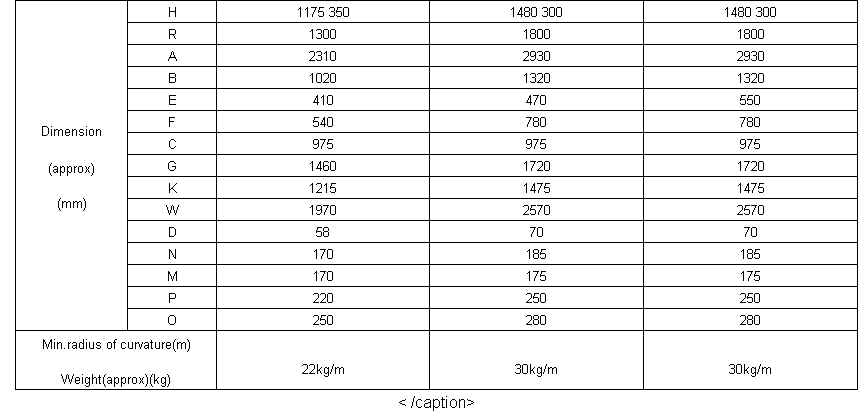 H 1175 350 1480 300 1480 300
R 1300 1800 1800
A 2310 2930 2930
B 1020 1320 1320
E 410 470 550
F 540 780 780
Dimension
C 975 975 975
(approx)
G 1460 1720 1720
K 1215 1475 1475
(mm)
W 1970 2570 2570
D 58 70 70
N 170 185 185
M 170 175 175
P 220 250 250
O 250 280 280
Min.radius of curvature(m)
22kg/m 30kg/m 30kg/m
Weight(approx)(kg)
< /caption>